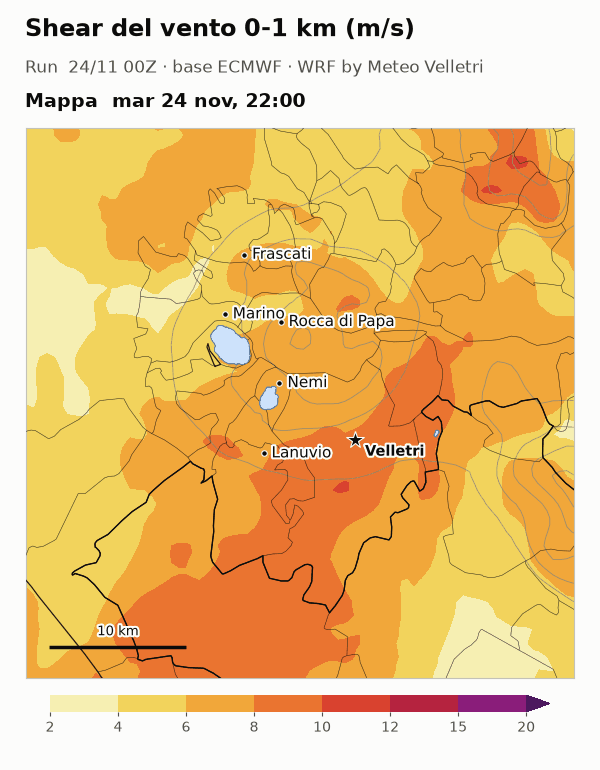 Shear del vento 0-1 km (m/s)
Run  24/11 00Z · base ECMWF · WRF by Meteo Velletri
Mappa  mar 24 nov, 22:00
Frascati
Marino
Rocca di Papa
Nemi
Velletri
Lanuvio
10 km
2 4 6 8 10 12 15 20